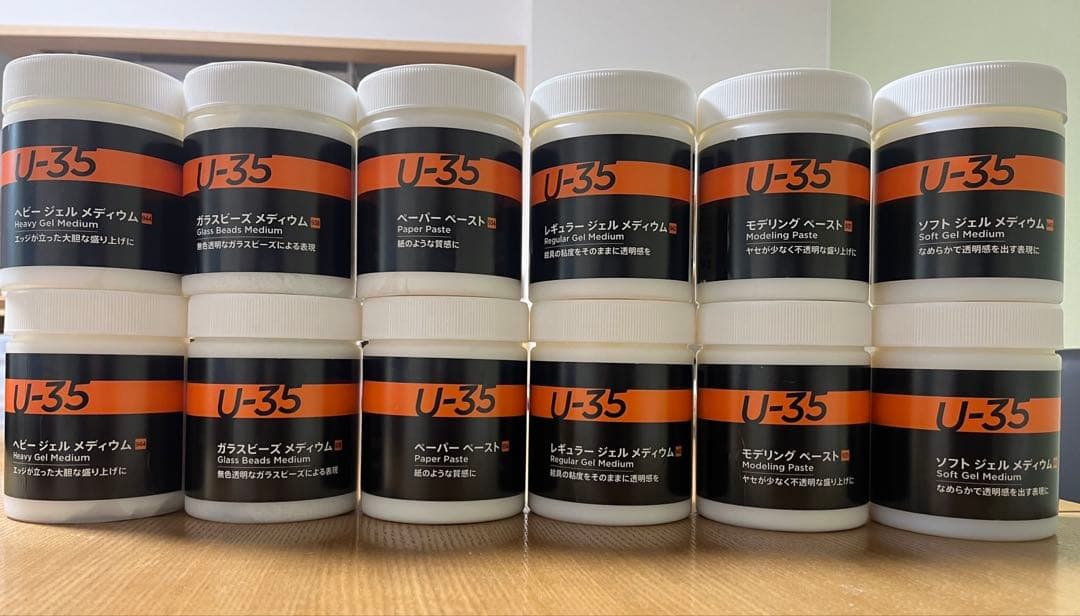 U-35
ヘビー ジェル メディウム
Heavy Gel Medium
エッジが立った大胆な盛り上げに
U-35
ガラスビーズ メディウム
Glass Beads Medium
無色透明なガラスビーズによる表現
U-35
ペーパー ペースト
Paper Paste
紙のような質感に
U-35
レギュラー ジェル メディウム
Regular Gel Medium
絵具の粘度をそのままに透明感を
U-35
モデリング ペースト
Modeling Paste
ヤセが少なく不透明な盛り上げに
U-35
ソフト ジェル メディウム
Soft Gel Medium
なめらかで透明感を出す表現に
U-35
ヘビー ジェル メディウム
Heavy Gel Medium
エッジが立った大胆な盛り上げに
U-35
ガラスビーズ メディウム
Glass Beads Medium
無色透明なガラスビーズによる表現
U-35
ペーパー ペースト
Paper Paste
紙のような質感に
U-35
レギュラー ジェル メディウム
Regular Gel Medium
絵具の粘度をそのままに透明感を
U-35
モデリング ペースト
Modeling Paste
ヤセが少なく不透明な盛り上げに
U-35
ソフト ジェル メディウム
Soft Gel Medium
なめらかで透明感を出す表現に